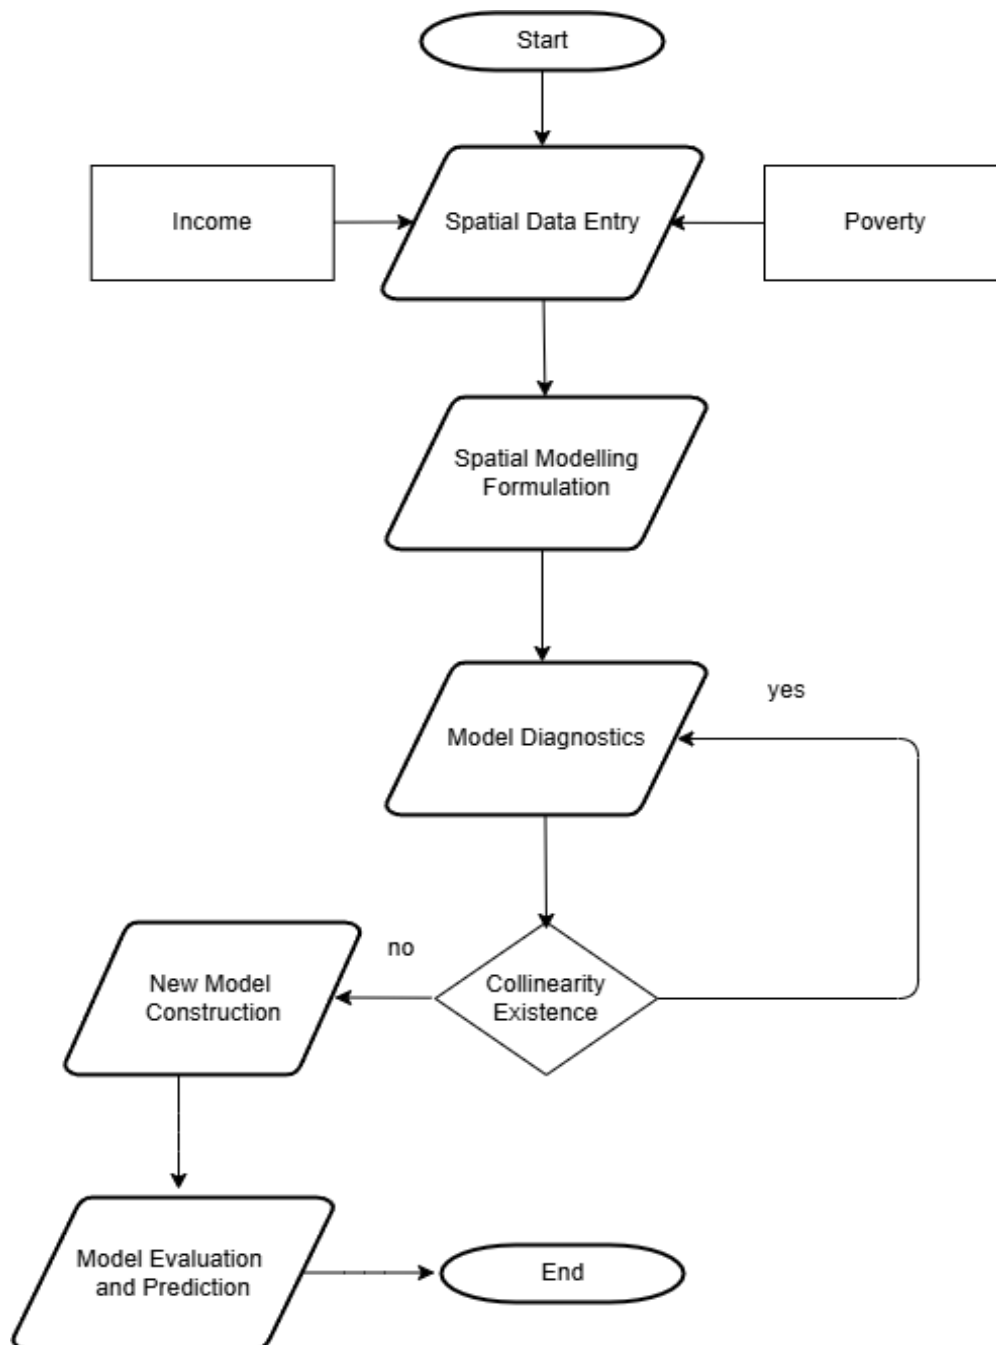 Start
Income
Spatial Data Entry
Poverty
Spatial Modelling
Formulation
yes
Model Diagnostics
no
New Model
Construction
Collinearity
Existence
Model Evaluation
and Prediction
End